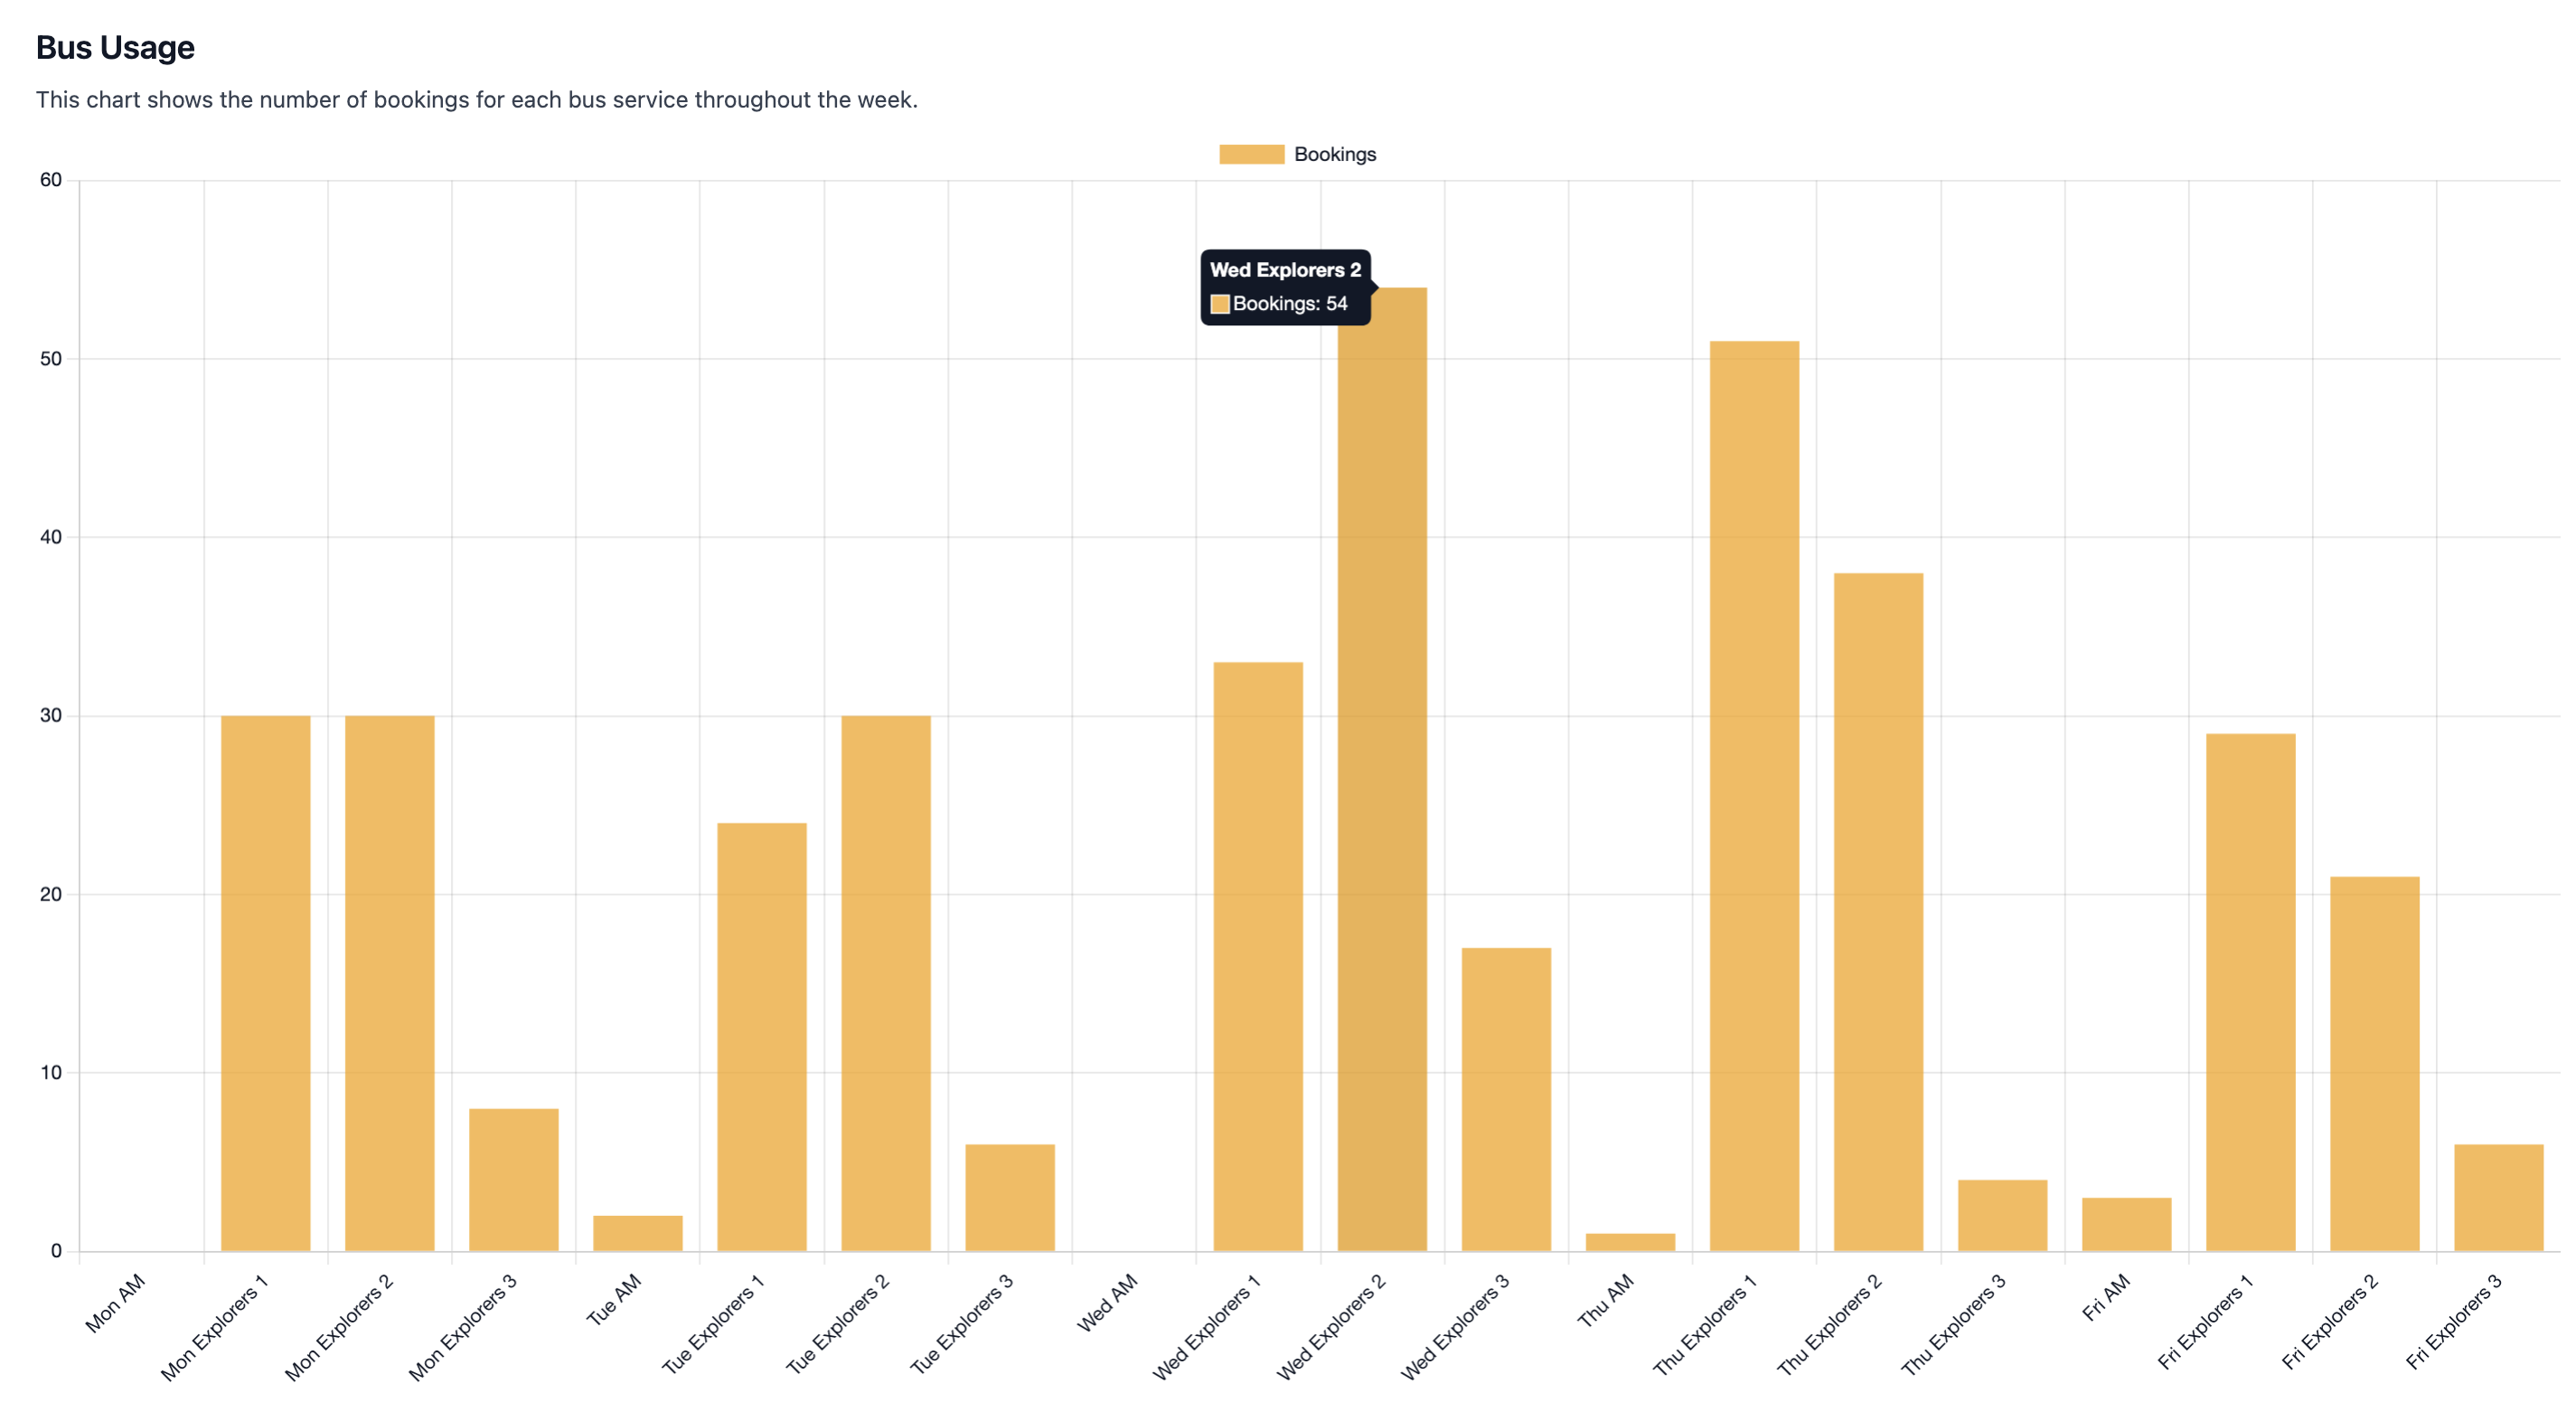 Bus Usage
This chart shows the number of bookings for each bus service throughout the week.
Bookings
60
50
40
30
20
10
0
Wed Explorers 2
Bookings: 54
Mon AM
Mon Explorers 1
Mon Explorers 2
Mon Explorers 3
Tue AM
Tue Explorers 1
Tue Explorers 2
Tue Explorers 3
Wed AM
Wed Explorers 1
Wed Explorers 2
Wed Explorers 3
Thu AM
Thu Explorers 1
Thu Explorers 2
Thu Explorers 3
Fri AM
Fri Explorers 1
Fri Explorers 2
Fri Explorers 3